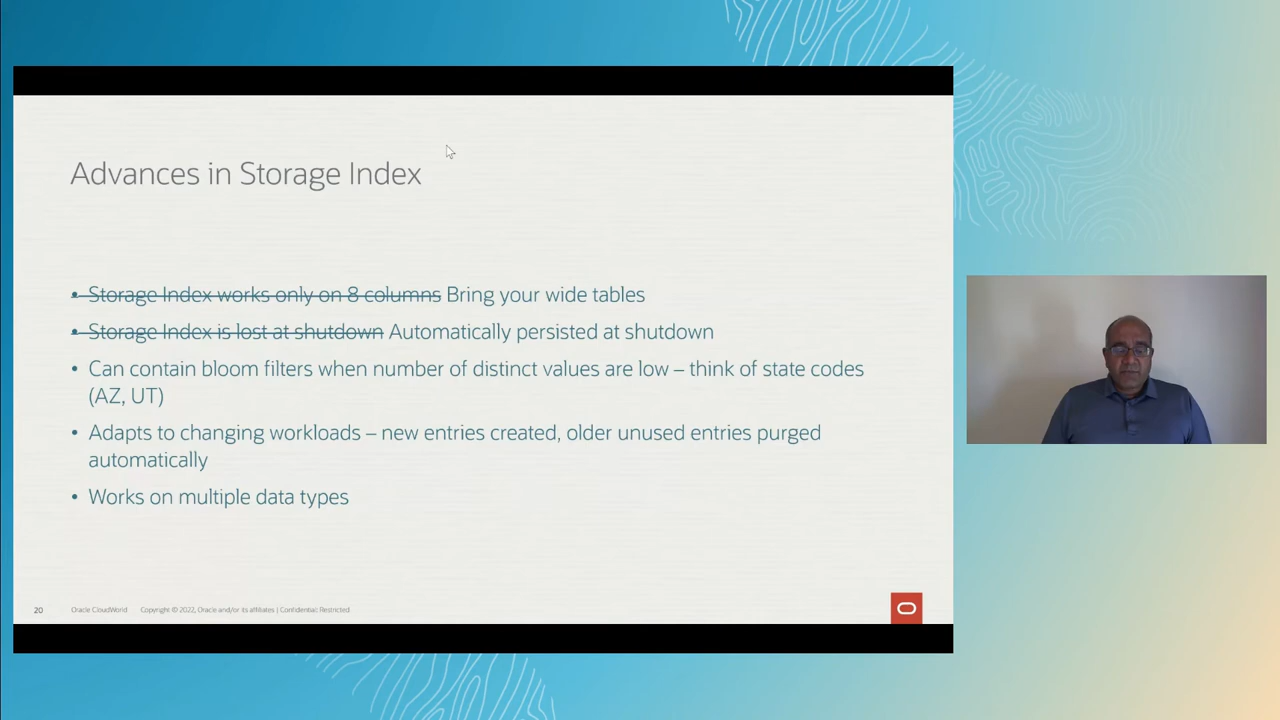 Advances in Storage Index
• Storage Index works only on 8 columns Bring your wide tables
• Storage Index is lost at shutdown Automatically persisted at shutdown
• Can contain bloom filters when number of distinct values are low – think of state codes
(AZ, UT)
• Adapts to changing workloads – new entries created, older unused entries purged
automatically
• Works on multiple data types
20 Oracle CloudWorld Copyright © 2022, Oracle and/or its affiliates | Confidential: Restricted